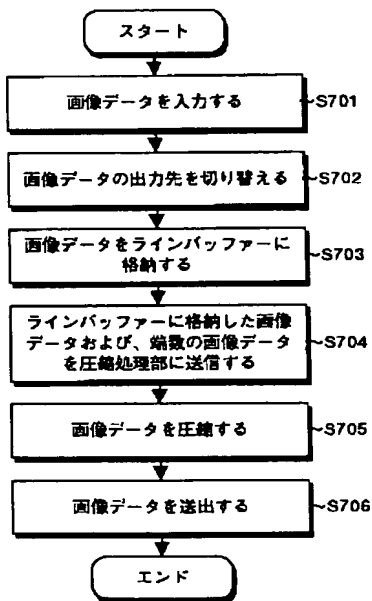 スタート
画像データを入力する
S701
画像データの出力先を切り替える
S702
画像データをラインバッファーに
格納する
S703
ラインバッファーに格納した画像
データおよび、端数の画像データ
を圧縮処理部に送信する
S704
画像データを圧縮する
S705
画像データを送出する
S706
エンド